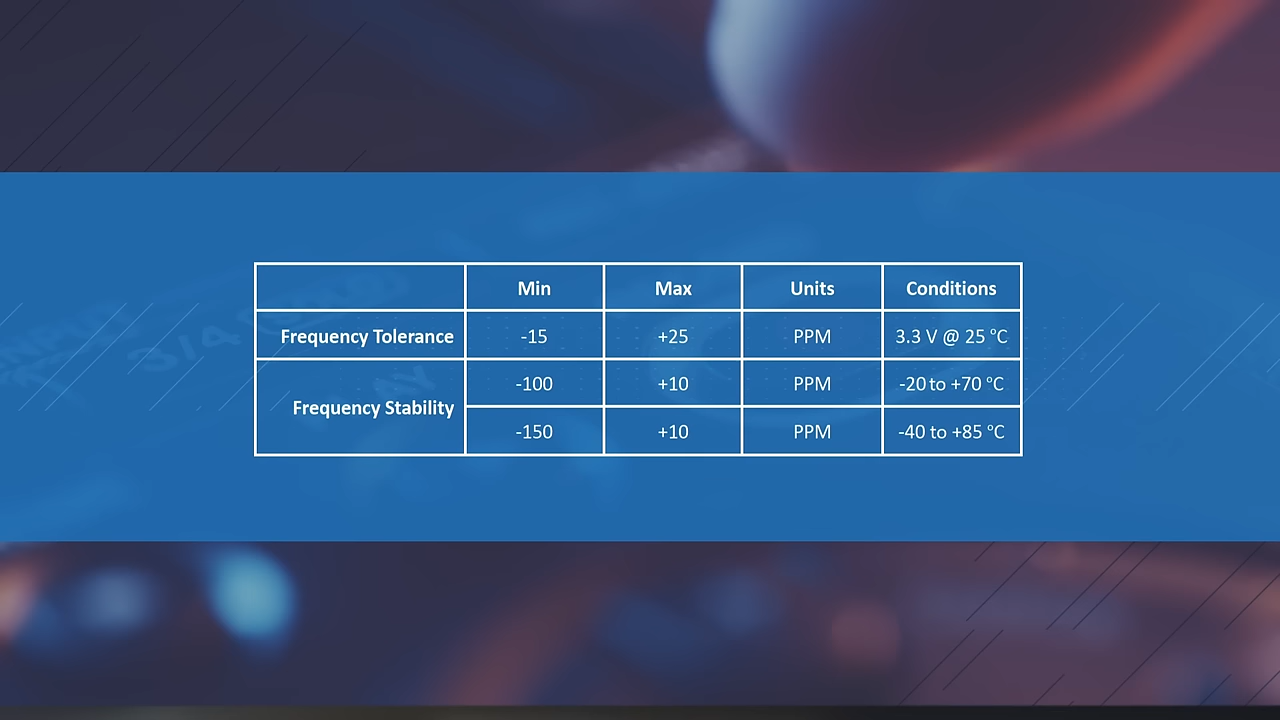 Min Max Units Conditions
Frequency Tolerance -15 +25 PPM 3.3 V @ 25 °C
Frequency Stability -100 +10 PPM -20 to +70 °C
-150 +10 PPM -40 to +85 °C